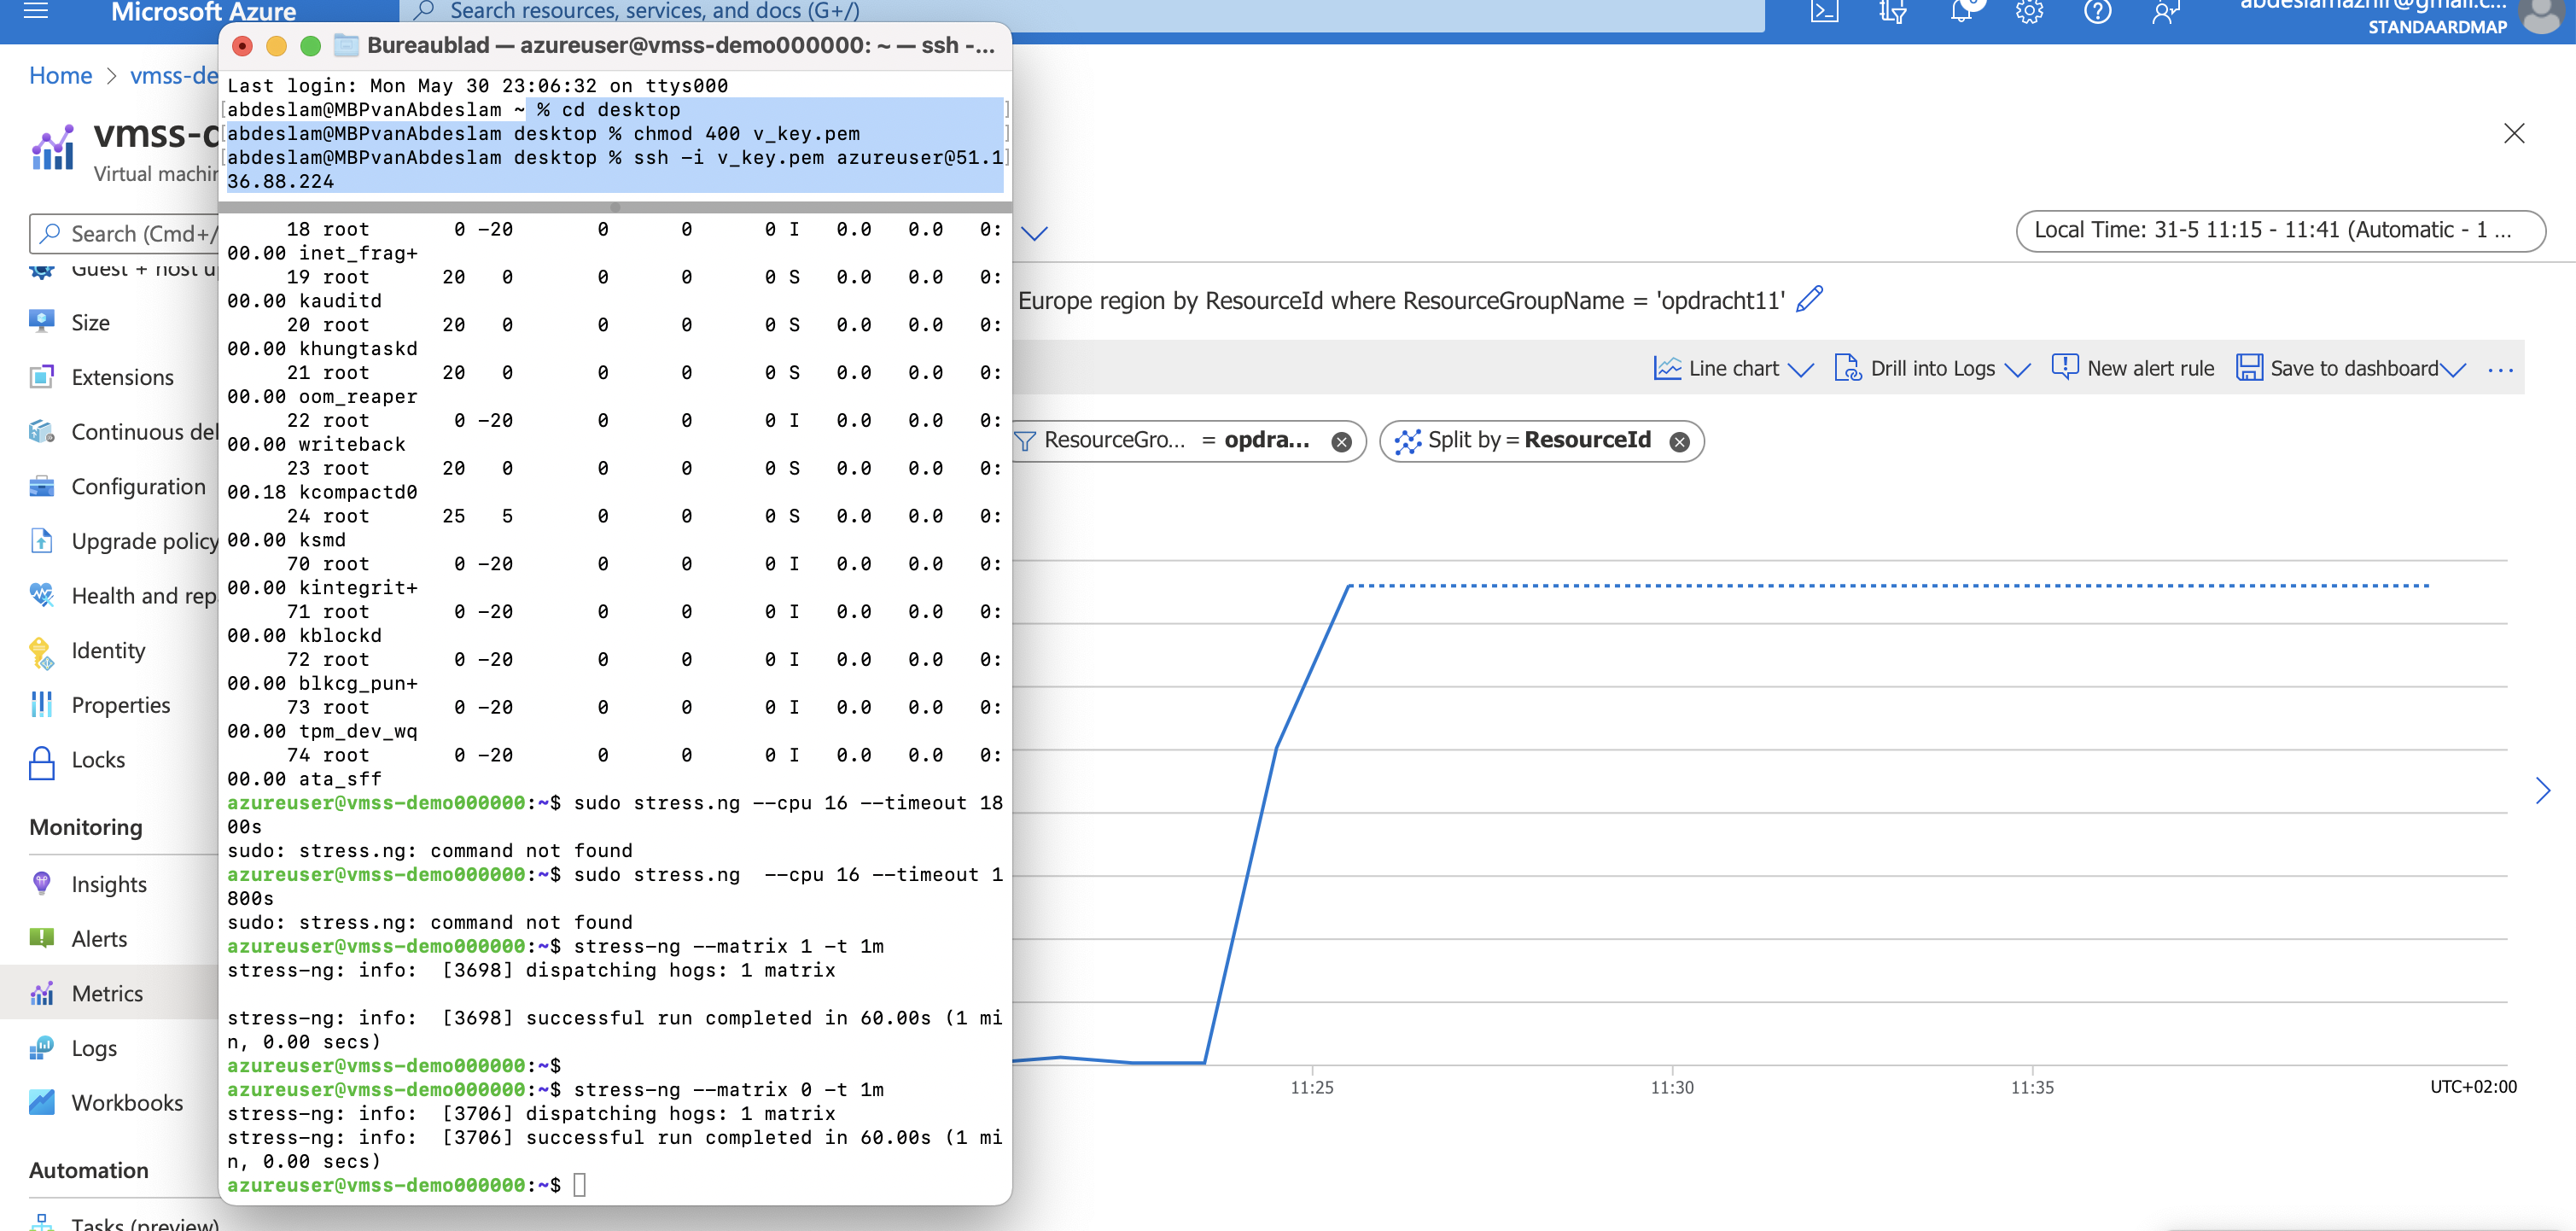 Microsoft Azure
Search resources, services, and docs (G+/)
STANDAARDMAP
Home > vmss-de
vmss-d
Virtual machin
Search (Cmd+/
Guest + host u
Size
Extensions
Continuous del
Configuration
Upgrade policy
Health and rep
Identity
Properties
Locks
Monitoring
Insights
Alerts
Metrics
Logs
Workbooks
Automation
Tasks (preview)
Bureaublad — azureuser@vmss-demo000000: ~ — ssh -...
Last login: Mon May 30 23:06:32 on ttys000
[abdeslam@MBPvanAbdeslam ~ % cd desktop ]
[abdeslam@MBPvanAbdeslam desktop % chmod 400 v_key.pem ]
[abdeslam@MBPvanAbdeslam desktop % ssh -i v_key.pem azureuser@51.1]
36.88.224
18 root 0 -20 0 0 0 I 0.0 0.0 0:
00.00 inet_frag+
19 root 20 0 0 0 0 S 0.0 0.0 0:
00.00 kauditd
20 root 20 0 0 0 0 S 0.0 0.0 0:
00.00 khungtaskd
21 root 20 0 0 0 0 S 0.0 0.0 0:
00.00 oom_reaper
22 root 0 -20 0 0 0 I 0.0 0.0 0:
00.00 writeback
23 root 20 0 0 0 0 S 0.0 0.0 0:
00.18 kcompactd0
24 root 25 5 0 0 0 S 0.0 0.0 0:
00.00 ksmd
70 root 0 -20 0 0 0 I 0.0 0.0 0:
00.00 kintegrit+
71 root 0 -20 0 0 0 I 0.0 0.0 0:
00.00 kblockd
72 root 0 -20 0 0 0 I 0.0 0.0 0:
00.00 blkcg_pun+
73 root 0 -20 0 0 0 I 0.0 0.0 0:
00.00 tpm_dev_wq
74 root 0 -20 0 0 0 I 0.0 0.0 0:
00.00 ata_sff
azureuser@vmss-demo000000:~$ sudo stress.ng --cpu 16 --timeout 18
00s
sudo: stress.ng: command not found
azureuser@vmss-demo000000:~$ sudo stress.ng  --cpu 16 --timeout 1
800s
sudo: stress.ng: command not found
azureuser@vmss-demo000000:~$ stress-ng --matrix 1 -t 1m
stress-ng: info:  [3698] dispatching hogs: 1 matrix
stress-ng: info:  [3698] successful run completed in 60.00s (1 mi
n, 0.00 secs)
azureuser@vmss-demo000000:~$
azureuser@vmss-demo000000:~$ stress-ng --matrix 0 -t 1m
stress-ng: info:  [3706] dispatching hogs: 1 matrix
stress-ng: info:  [3706] successful run completed in 60.00s (1 mi
n, 0.00 secs)
azureuser@vmss-demo000000:~$
Local Time: 31-5 11:15 - 11:41 (Automatic - 1 ...
Europe region by ResourceId where ResourceGroupName = 'opdracht11'
Line chart
Drill into Logs
New alert rule
Save to dashboard
...
ResourceGro... = opdra...
Split by = ResourceId
11:25
11:30
11:35
UTC+02:00